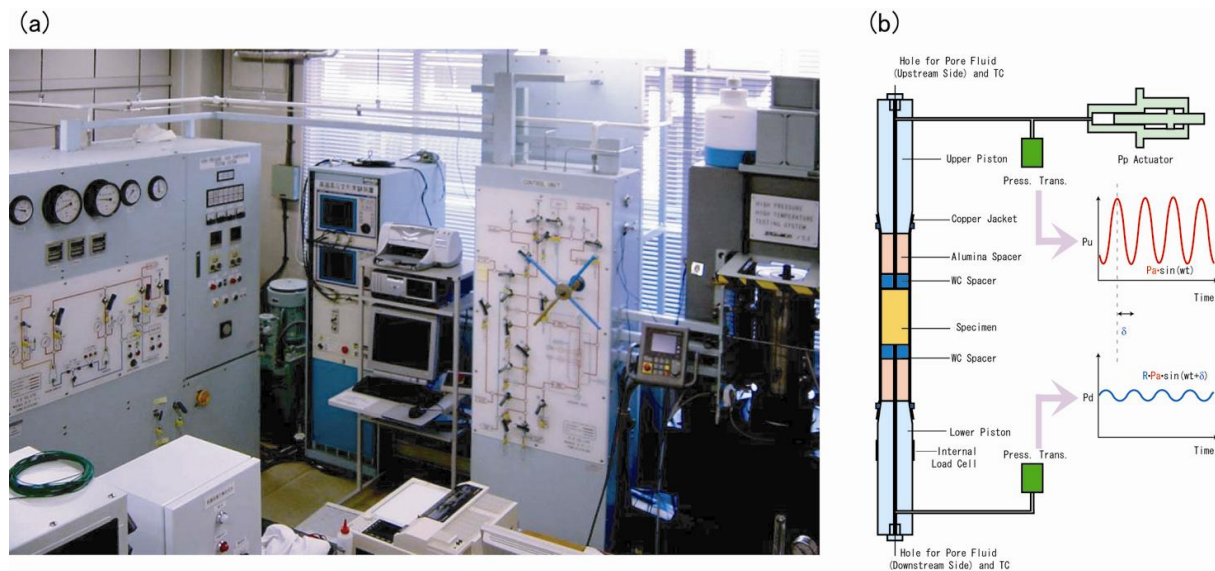 (a)
CONTROL UNIT
HIGH PRESSURE
HIGH TEMPERATURE
TESTING SYSTEM
(b)
Hole for Pore Fluid
(Upstream Side) and TC
Upper Piston
Press. Trans.
Pp Actuator
Copper Jacket
Alumina Spacer
WC Spacer
Specimen
WC Spacer
Lower Piston
Internal
Load Cell
Press. Trans.
Hole for Pore Fluid
(Downstream Side) and TC
Pu
Pa·sin(wt)
Time
δ
Pd
R·Pa·sin(wt+δ)
Time